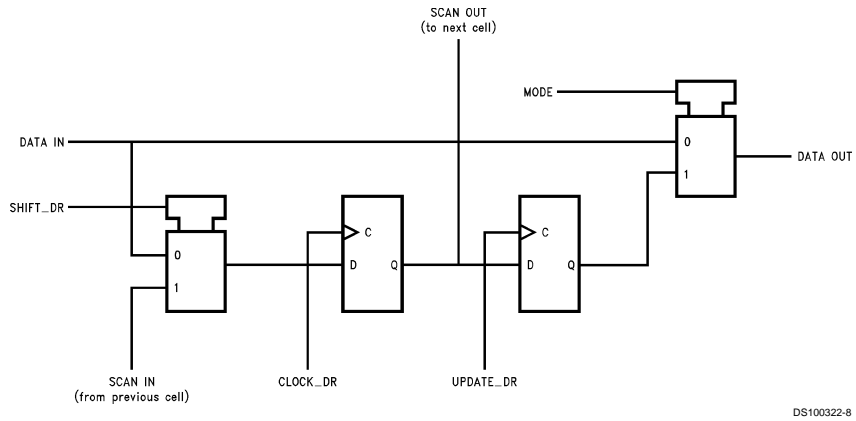 SCAN OUT
(to next cell)
MODE
DATA IN
0
DATA OUT
1
SHIFT_DR
C
C
0
D
Q
D
Q
1
SCAN IN
(from previous cell)
CLOCK_DR
UPDATE_DR
DS100322-8